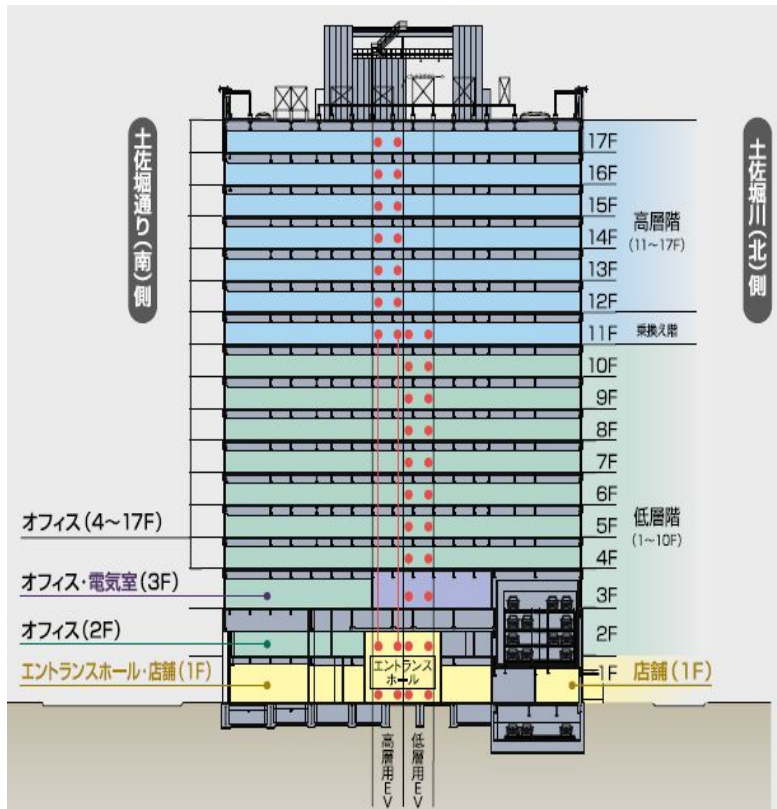 土佐堀通り(南)側
土佐堀川(北)側
17F
16F
15F
14F
13F
12F
11F
10F
9F
8F
7F
6F
5F
4F
3F
2F
1F
高層階
(11~17F)
乗換え階
低層階
(1~10F)
オフィス(4~17F)
オフィス・電気室(3F)
オフィス(2F)
エントランスホール・店舗(1F)
エントランス
ホール
店舗(1F)
高層用EV
低層用EV